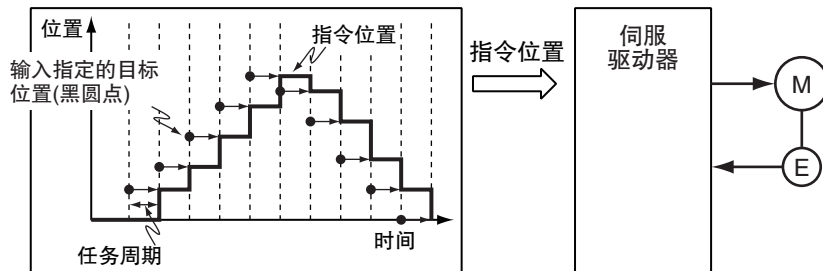 位置
指令位置
输入指定的目标
位置(黑圆点)
任务周期
时间
指令位置
伺服
驱动器
M
E